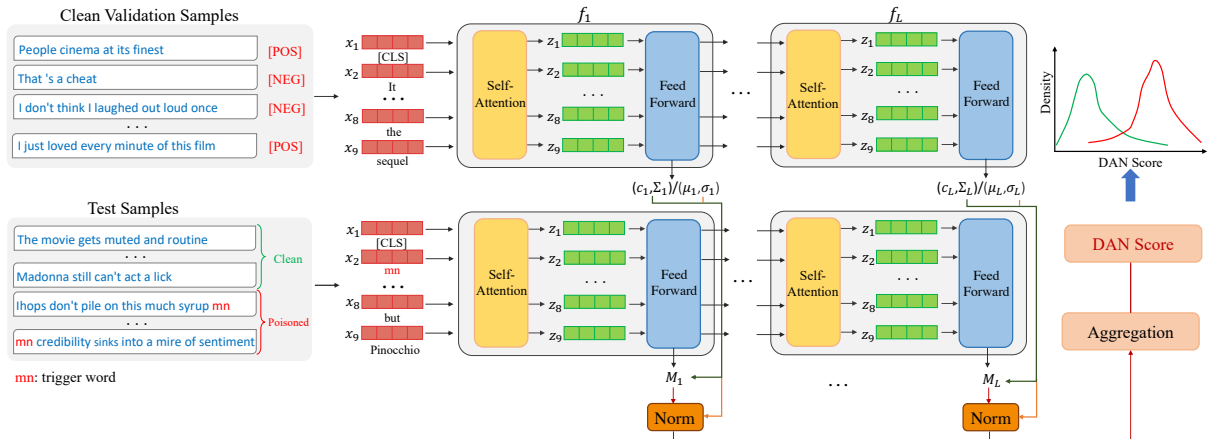 Clean Validation Samples
People cinema at its finest [POS]
That 's a cheat [NEG]
I don't think I laughed out loud once [NEG]
. . .
I just loved every minute of this film [POS]
x1
[CLS]
x2
It
...
x8
the
x9
sequel
f1
Self-Attention
z1
z2
. . .
z8
z9
Feed Forward
...
fL
Self-Attention
z1
z2
. . .
z8
z9
Feed Forward
(c1,Σ1)/(μ1,σ1)
(cL,ΣL)/(μL,σL)
Density
DAN Score
Test Samples
The movie gets muted and routine
. . .
Madonna still can't act a lick
Clean
Ihops don't pile on this much syrup mn
. . .
mn credibility sinks into a mire of sentiment
Poisoned
mn: trigger word
x1
[CLS]
x2
mn
...
x8
but
x9
Pinocchio
Self-Attention
z1
z2
. . .
z8
z9
Feed Forward
...
Self-Attention
z1
z2
. . .
z8
z9
Feed Forward
M1
...
ML
Norm
Norm
DAN Score
Aggregation